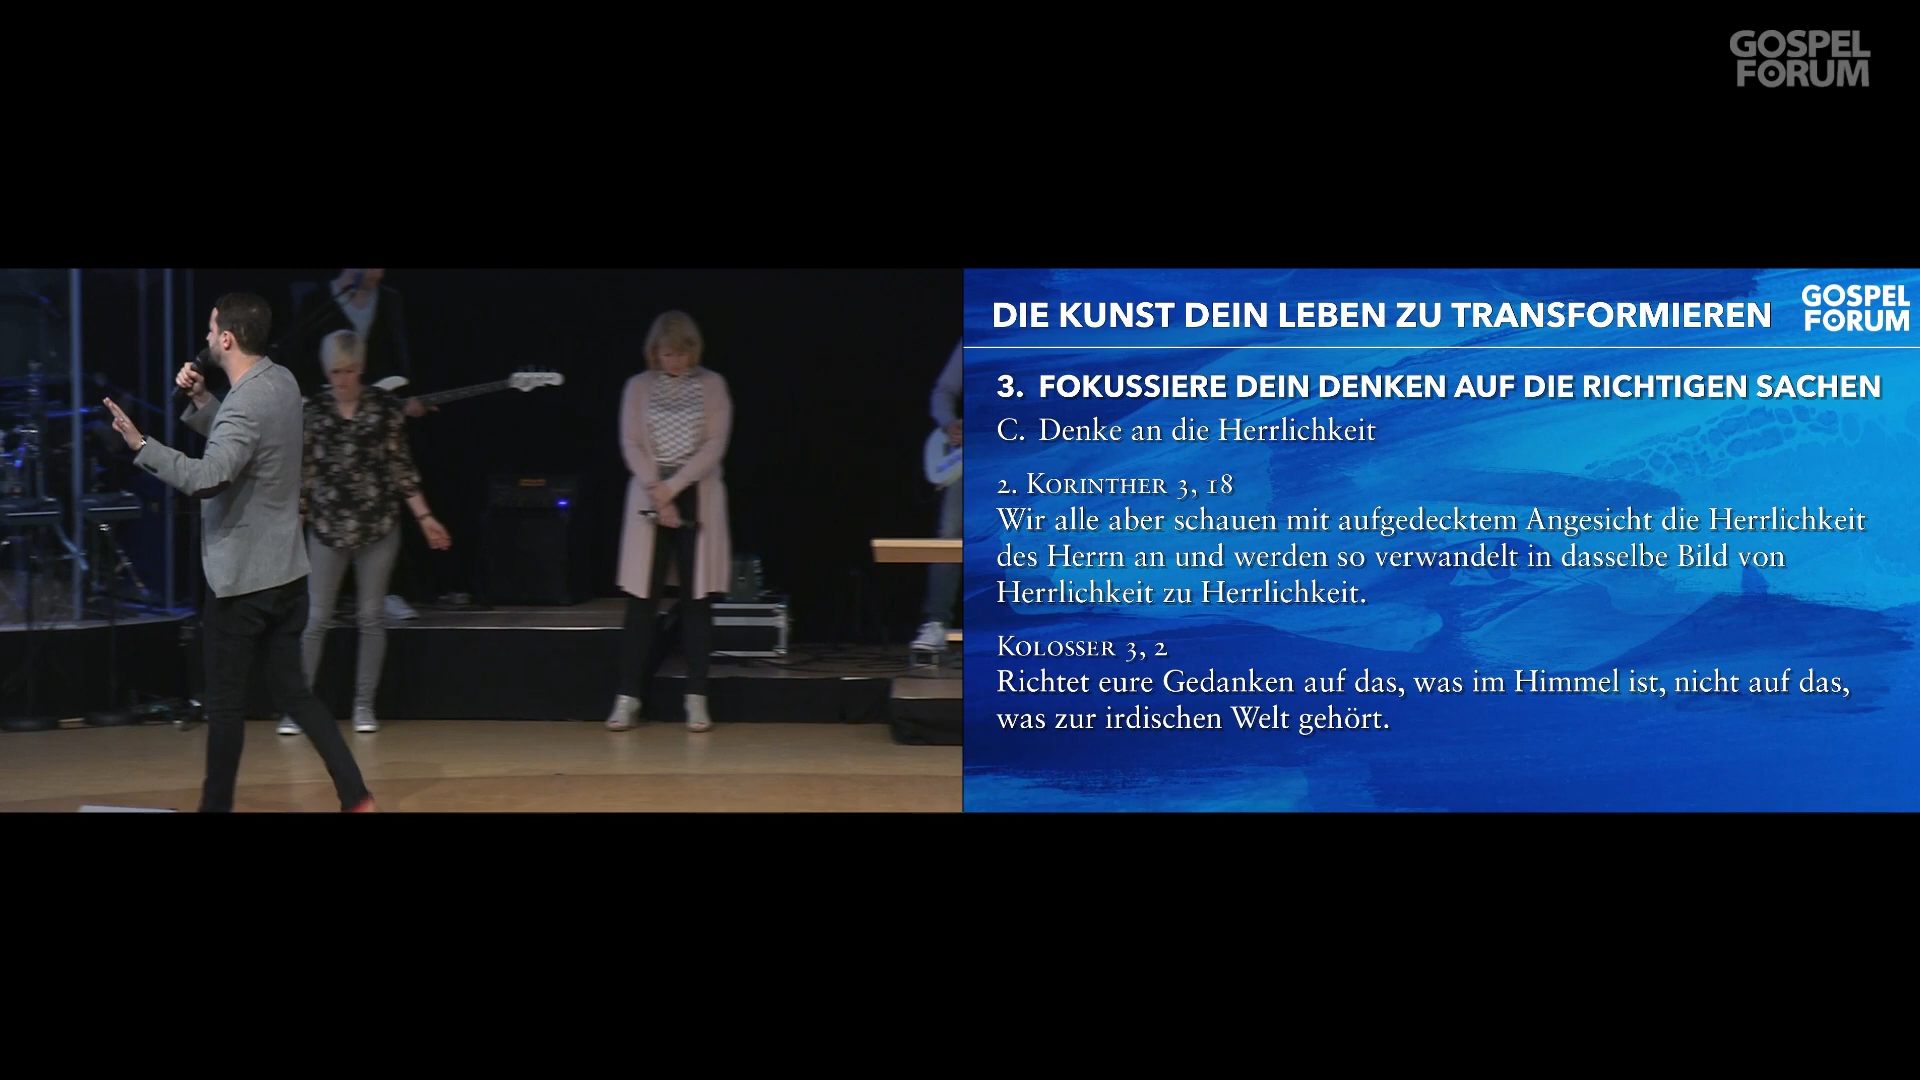 GOSPEL
FORUM
DIE KUNST DEIN LEBEN ZU TRANSFORMIEREN
GOSPEL
FORUM
3. FOKUSSIERE DEIN DENKEN AUF DIE RICHTIGEN SACHEN
C. Denke an die Herrlichkeit
2. KORINTHER 3, 18
Wir alle aber schauen mit aufgedecktem Angesicht die Herrlichkeit
des Herrn an und werden so verwandelt in dasselbe Bild von
Herrlichkeit zu Herrlichkeit.
KOLOSSER 3, 2
Richtet eure Gedanken auf das, was im Himmel ist, nicht auf das,
was zur irdischen Welt gehört.